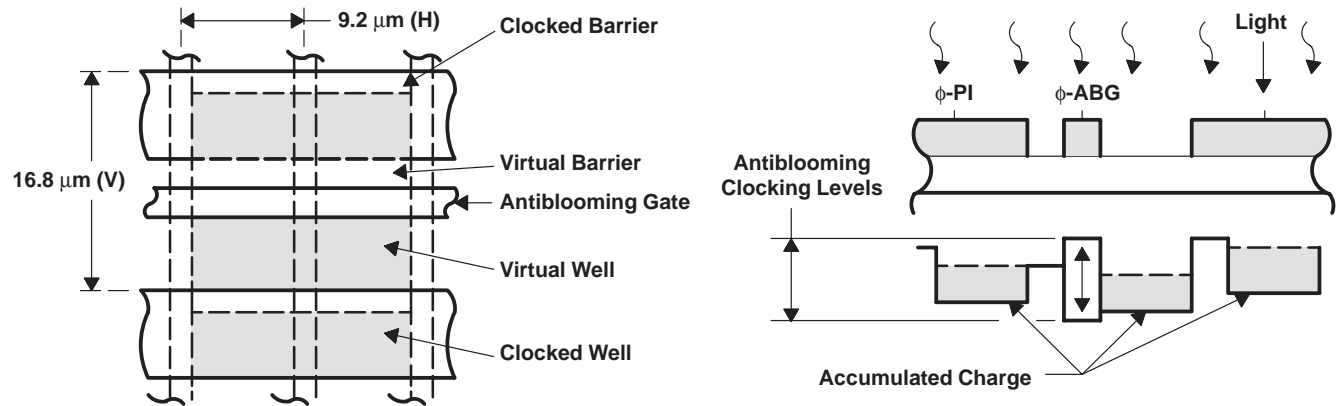 9.2 μm (H)
Clocked Barrier
16.8 μm (V)
Virtual Barrier
Antiblooming Gate
Virtual Well
Clocked Well
Light
ϕ-PI
ϕ-ABG
Antiblooming
Clocking Levels
Accumulated Charge